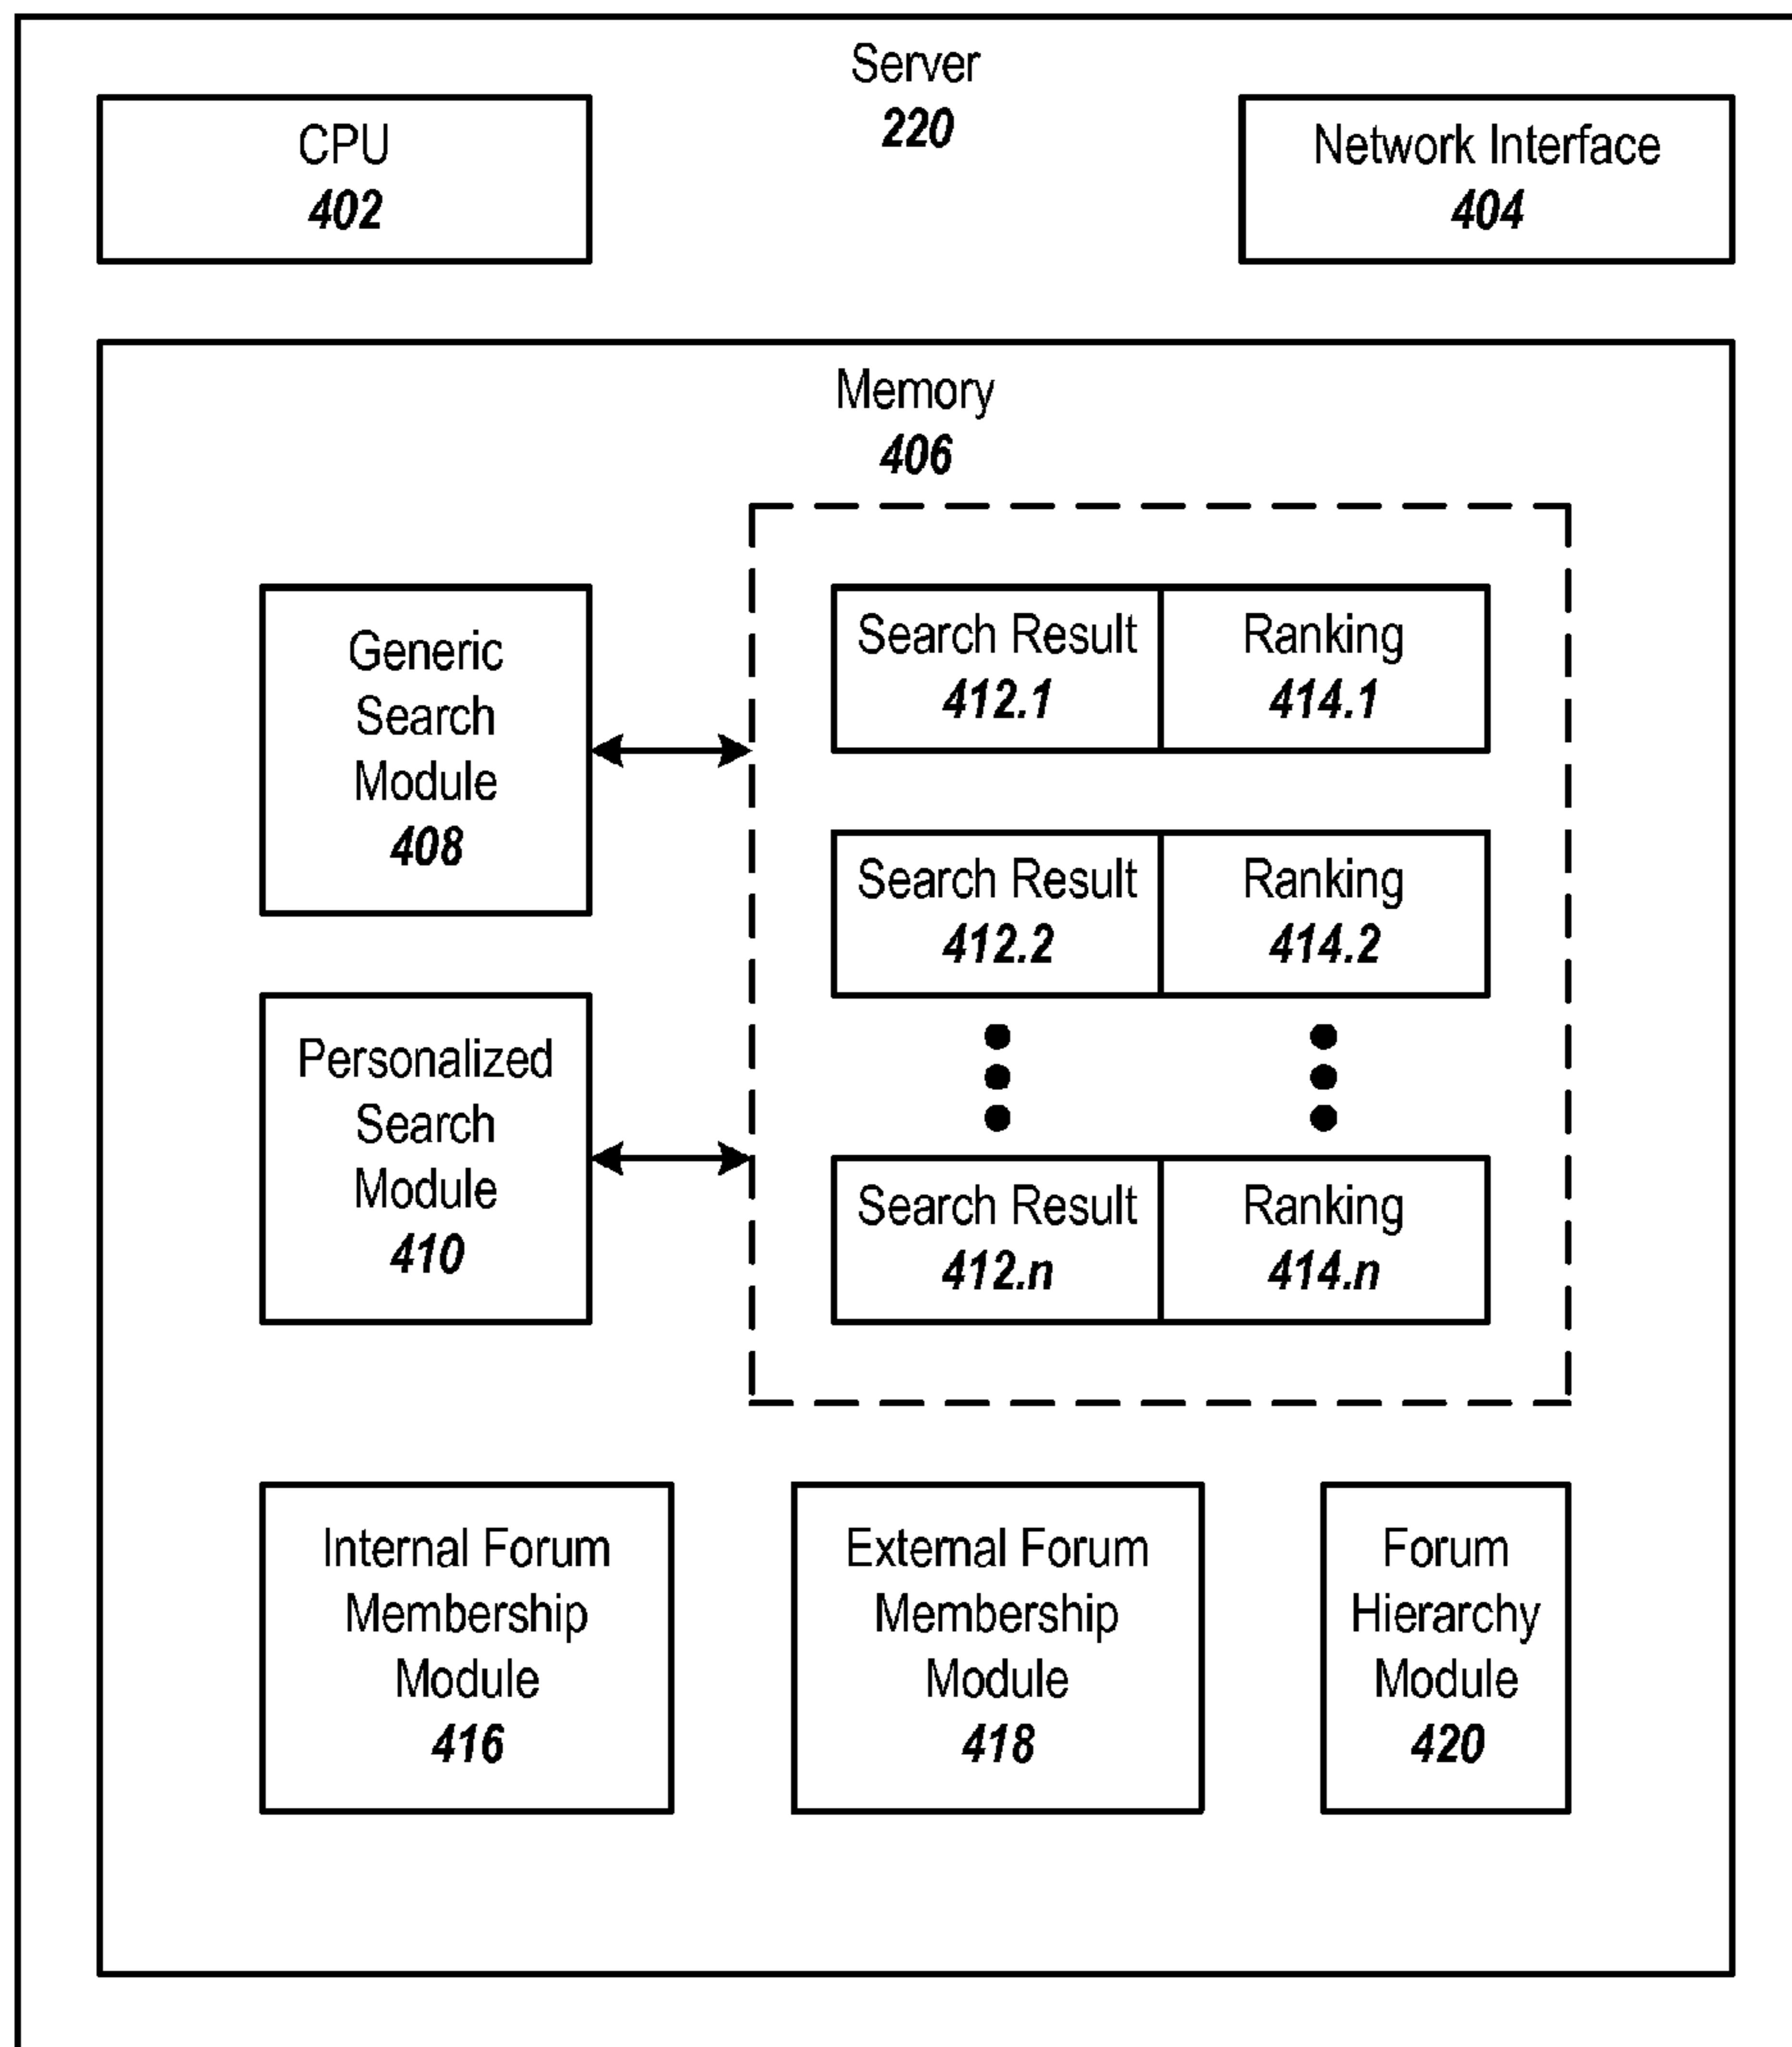 Server
220
CPU
402
Network Interface
404
Memory
406
Generic
Search
Module
408
Search Result
412.1
Ranking
414.1
Search Result
412.2
Ranking
414.2
Personalized
Search
Module
410
Search Result
412.n
Ranking
414.n
Internal Forum
Membership
Module
416
External Forum
Membership
Module
418
Forum
Hierarchy
Module
420